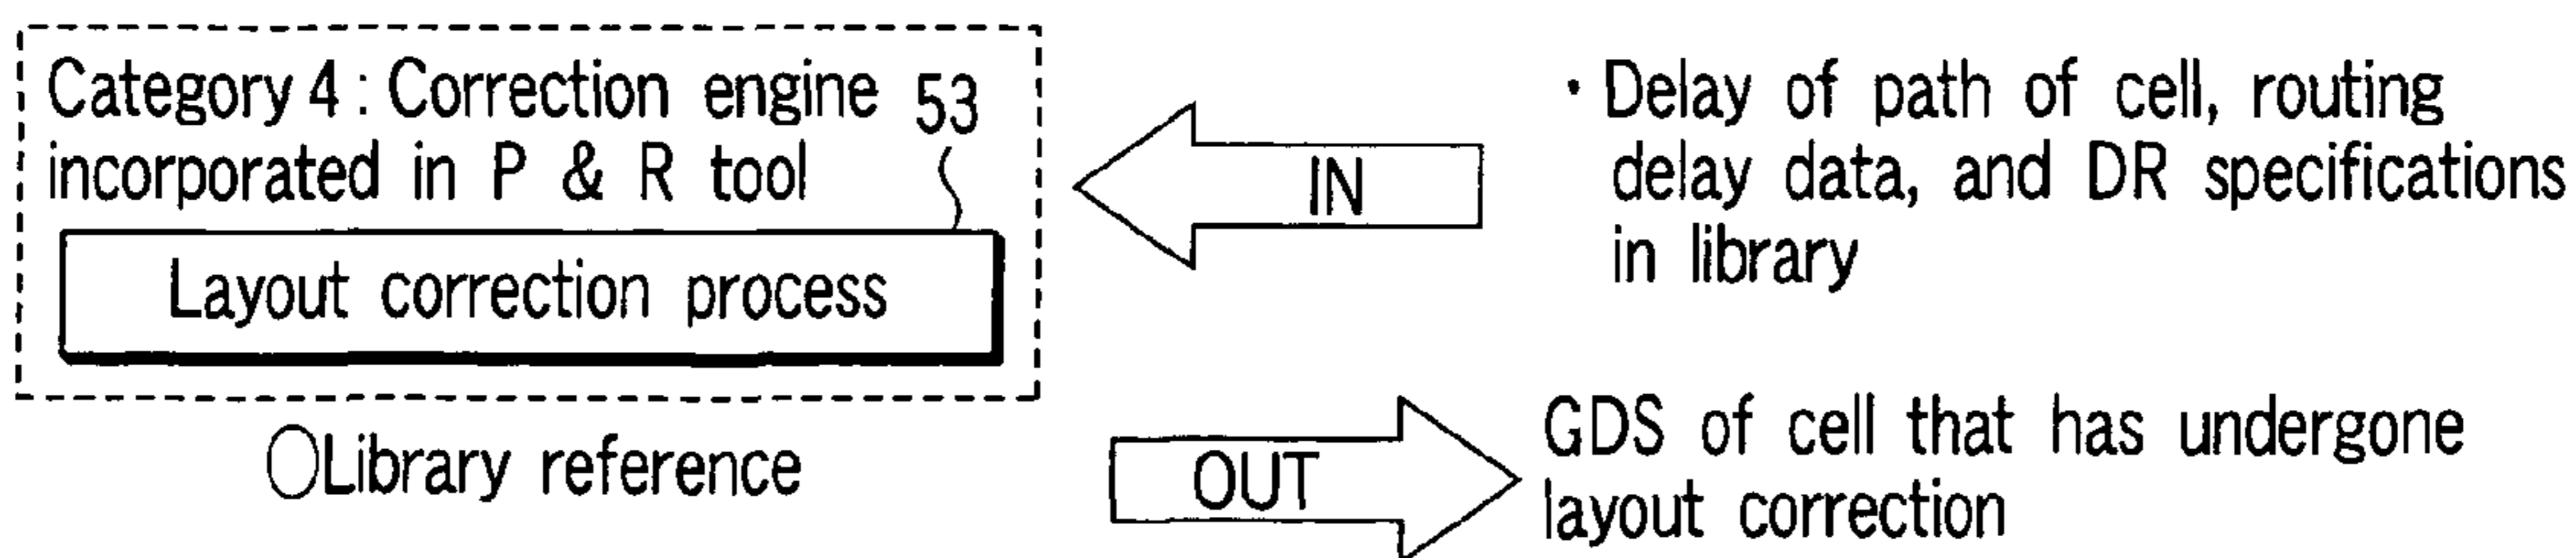 Category 4 : Correction engine 53
incorporated in P & R tool
Layout correction process
○Library reference
IN
・Delay of path of cell, routing
delay data, and DR specifications
in library
OUT
GDS of cell that has undergone
layout correction